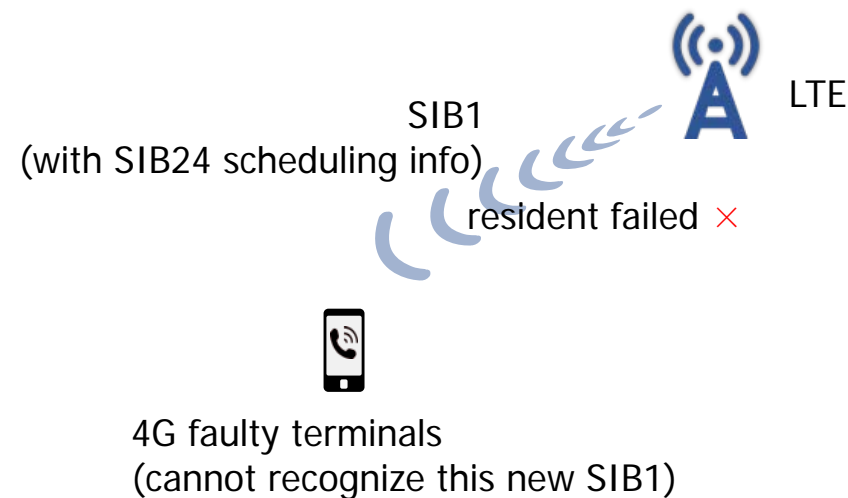 LTE
SIB1
(with SIB24 scheduling info)
resident failed ×
4G faulty terminals
(cannot recognize this new SIB1)